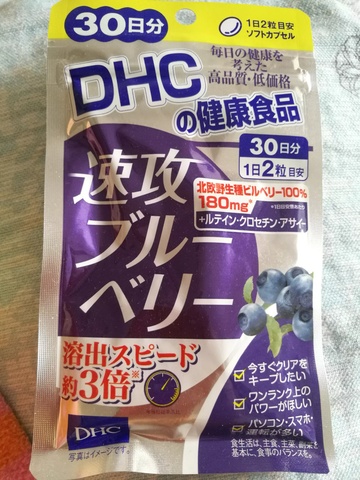 30日分
1日2粒目安
ソフトカプセル
毎日の健康を
考えた
高品質・低価格
DHC
の健康食品
30日分
1日2粒目安
北欧野生種ビルベリー100%
180mg※
+ルテイン・クロセチン・アサイー
速攻
ブルー
ベリー
溶出スピード
約3倍※
今すぐクリアを
キープしたい
ワンランク上の
パワーがほしい
パソコン・スマホ・
運転が多い
DHC
写真はイメージです。
食生活は、主食、主菜、副菜を
基本に、食事のバランスを。